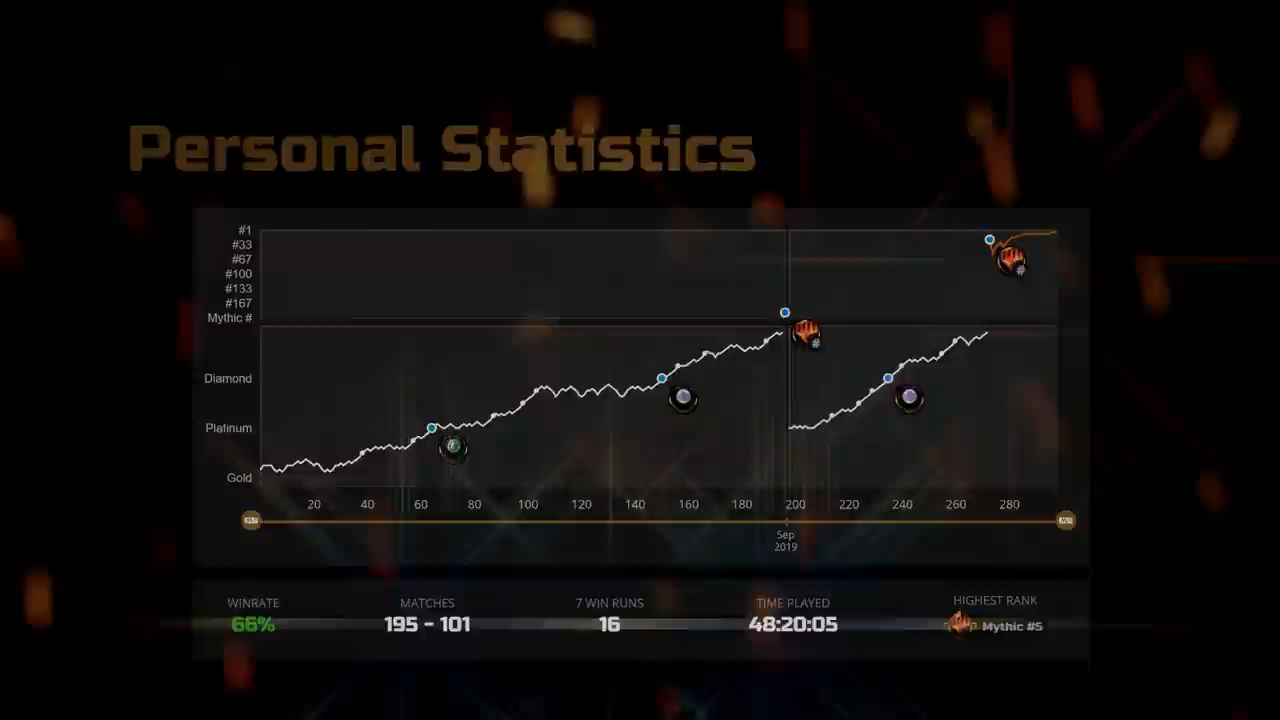 Personal Statistics
#1
#33
#67
#100
#133
#167
Mythic #
Diamond
Platinum
Gold
20 40 60 80 100 120 140 160 180 200 220 240 260 280
Sep
2019
WINRATE MATCHES 7 WIN RUNS TIME PLAYED HIGHEST RANK
66% 195 - 101 16 48:20:05 Mythic #5